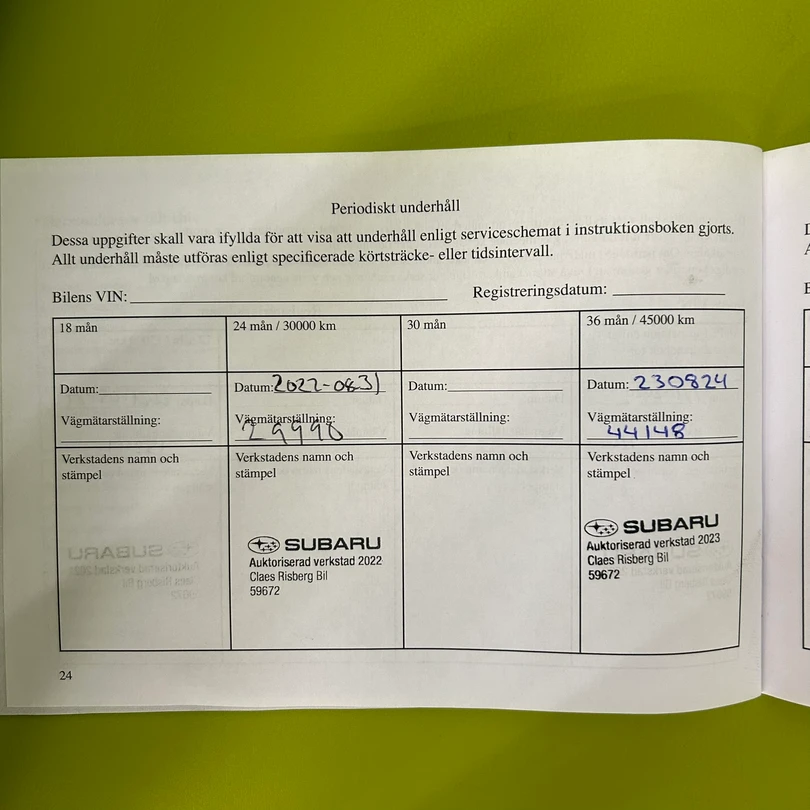 Periodiskt underhåll
Dessa uppgifter skall vara ifyllda för att visa att underhåll enligt serviceschemat i instruktionsboken gjorts.
Allt underhåll måste utföras enligt specificerade körtsträcke- eller tidsintervall.
Bilens VIN: Registreringsdatum:
18 mån
24 mån / 30000 km
30 mån
36 mån / 45000 km
Datum:
Vägmätarställning:
Datum: 2022-0831
Vägmätarställning:
29990
Datum:
Vägmätarställning:
Datum: 230824
Vägmätarställning:
44148
Verkstadens namn och
stämpel
Verkstadens namn och
stämpel
SUBARU
Auktoriserad verkstad 2022
Claes Risberg Bil
59672
Verkstadens namn och
stämpel
Verkstadens namn och
stämpel
SUBARU
Auktoriserad verkstad 2023
Claes Risberg Bil
59672
24